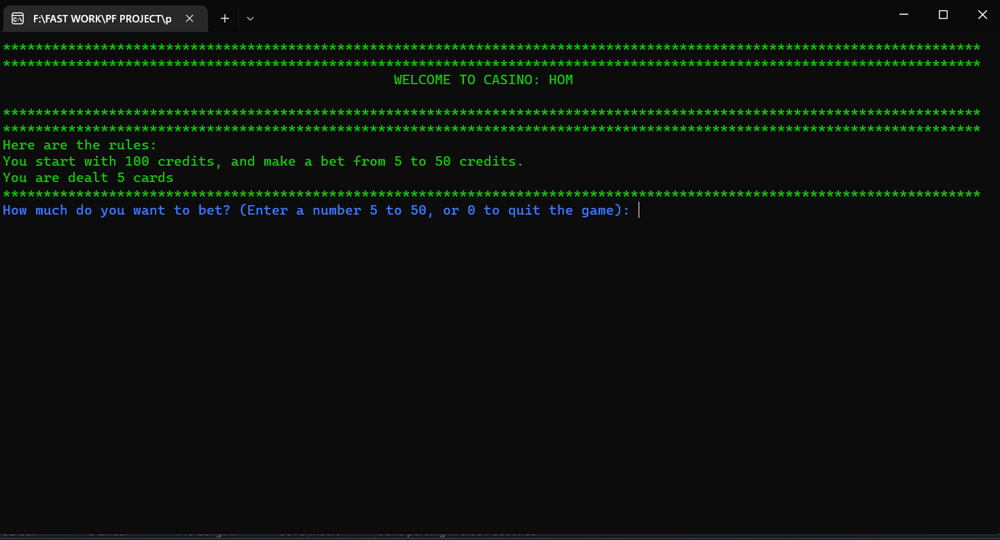 F:\FAST WORK\PF PROJECT\p
************************************************************************************************************************
************************************************************************************************************************
WELCOME TO CASINO: HOM
************************************************************************************************************************
************************************************************************************************************************
Here are the rules:
You start with 100 credits, and make a bet from 5 to 50 credits.
You are dealt 5 cards
************************************************************************************************************************
How much do you want to bet? (Enter a number 5 to 50, or 0 to quit the game):